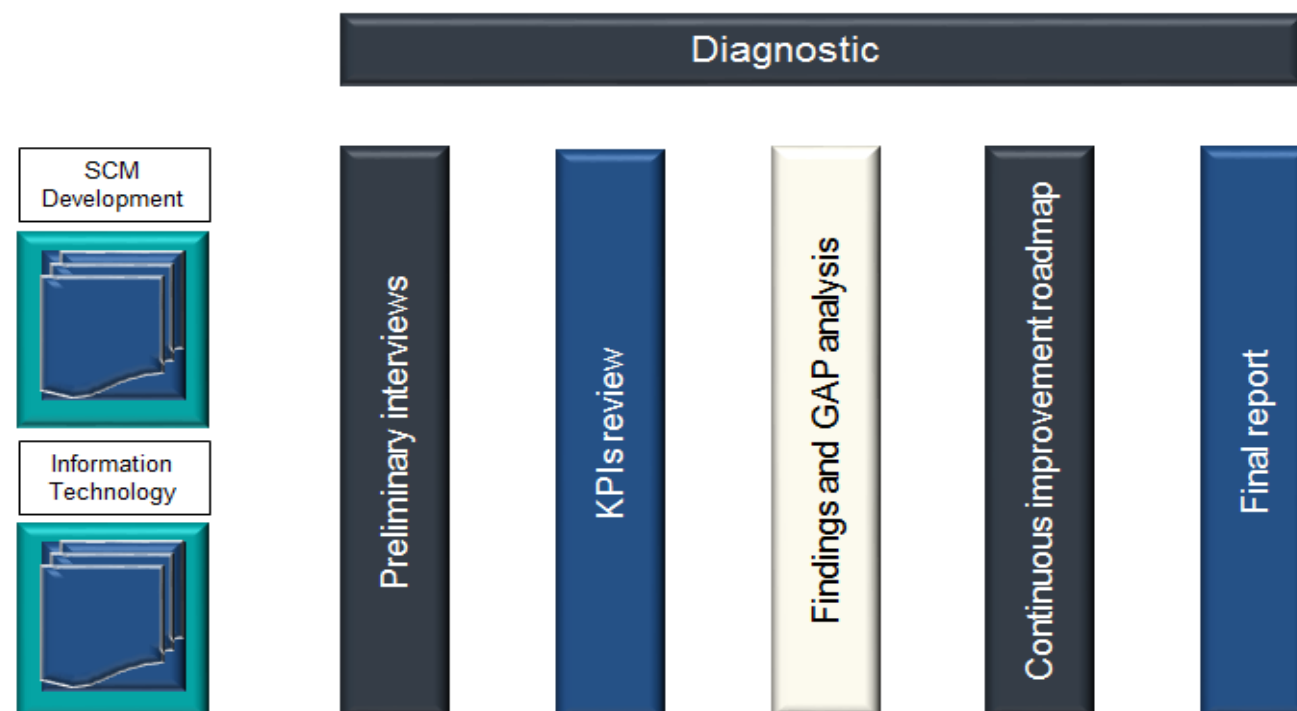 Diagnostic
SCM
Development
Information
Technology
Preliminary interviews
KPIs review
Findings and GAP analysis
Continuous improvement roadmap
Final report